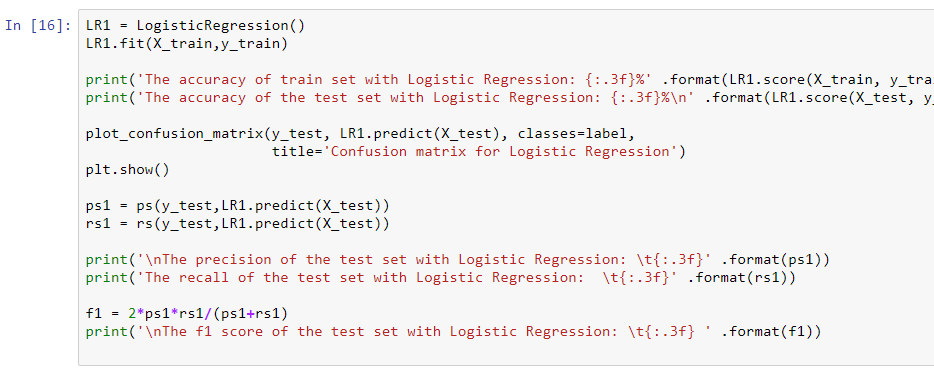 In [16]: LR1 = LogisticRegression()
LR1.fit(X_train,y_train)
print('The accuracy of train set with Logistic Regression: {:.3f}%' .format(LR1.score(X_train, y_tra
print('The accuracy of the test set with Logistic Regression: {:.3f}%\n' .format(LR1.score(X_test, y_
plot_confusion_matrix(y_test, LR1.predict(X_test), classes=label,
title='Confusion matrix for Logistic Regression')
plt.show()
ps1 = ps(y_test,LR1.predict(X_test))
rs1 = rs(y_test,LR1.predict(X_test))
print('\nThe precision of the test set with Logistic Regression: \t{:.3f}' .format(ps1))
print('The recall of the test set with Logistic Regression:  \t{:.3f}' .format(rs1))
f1 = 2*ps1*rs1/(ps1+rs1)
print('\nThe f1 score of the test set with Logistic Regression: \t{:.3f} ' .format(f1))